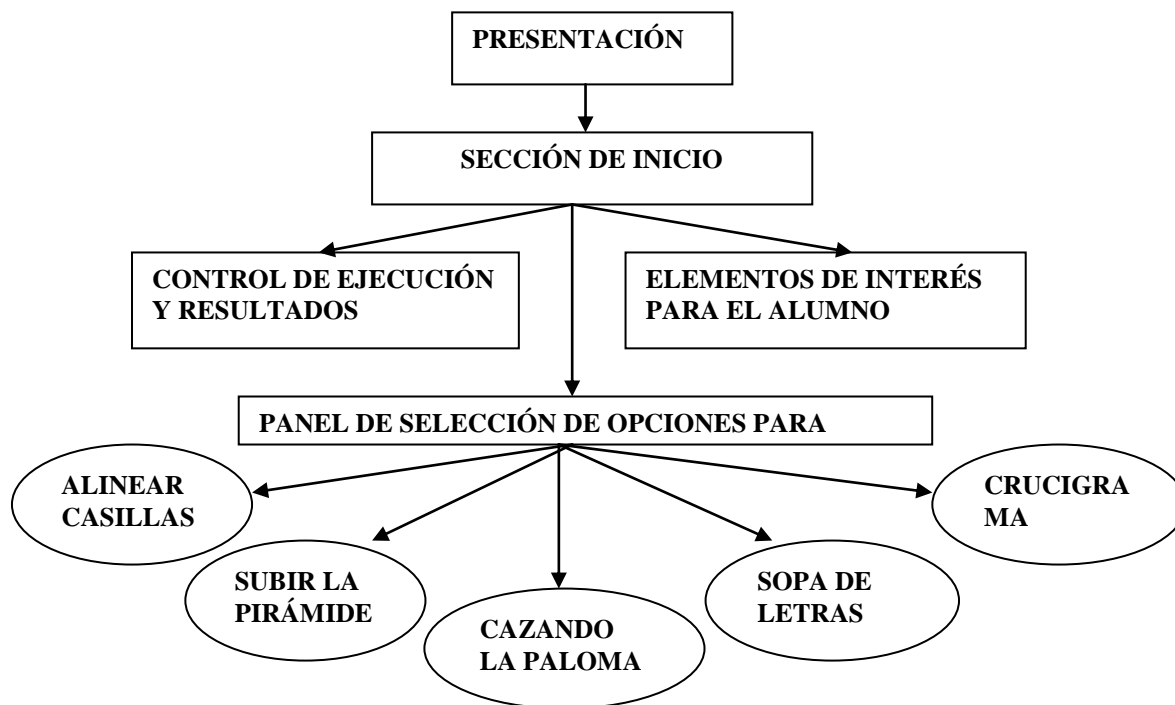 PRESENTACIÓN
SECCIÓN DE INICIO
CONTROL DE EJECUCIÓN
Y RESULTADOS
ELEMENTOS DE INTERÉS
PARA EL ALUMNO
PANEL DE SELECCIÓN DE OPCIONES PARA
ALINEAR
CASILLAS
SUBIR LA
PIRÁMIDE
CAZANDO
LA PALOMA
SOPA DE
LETRAS
CRUCIGRA
MA